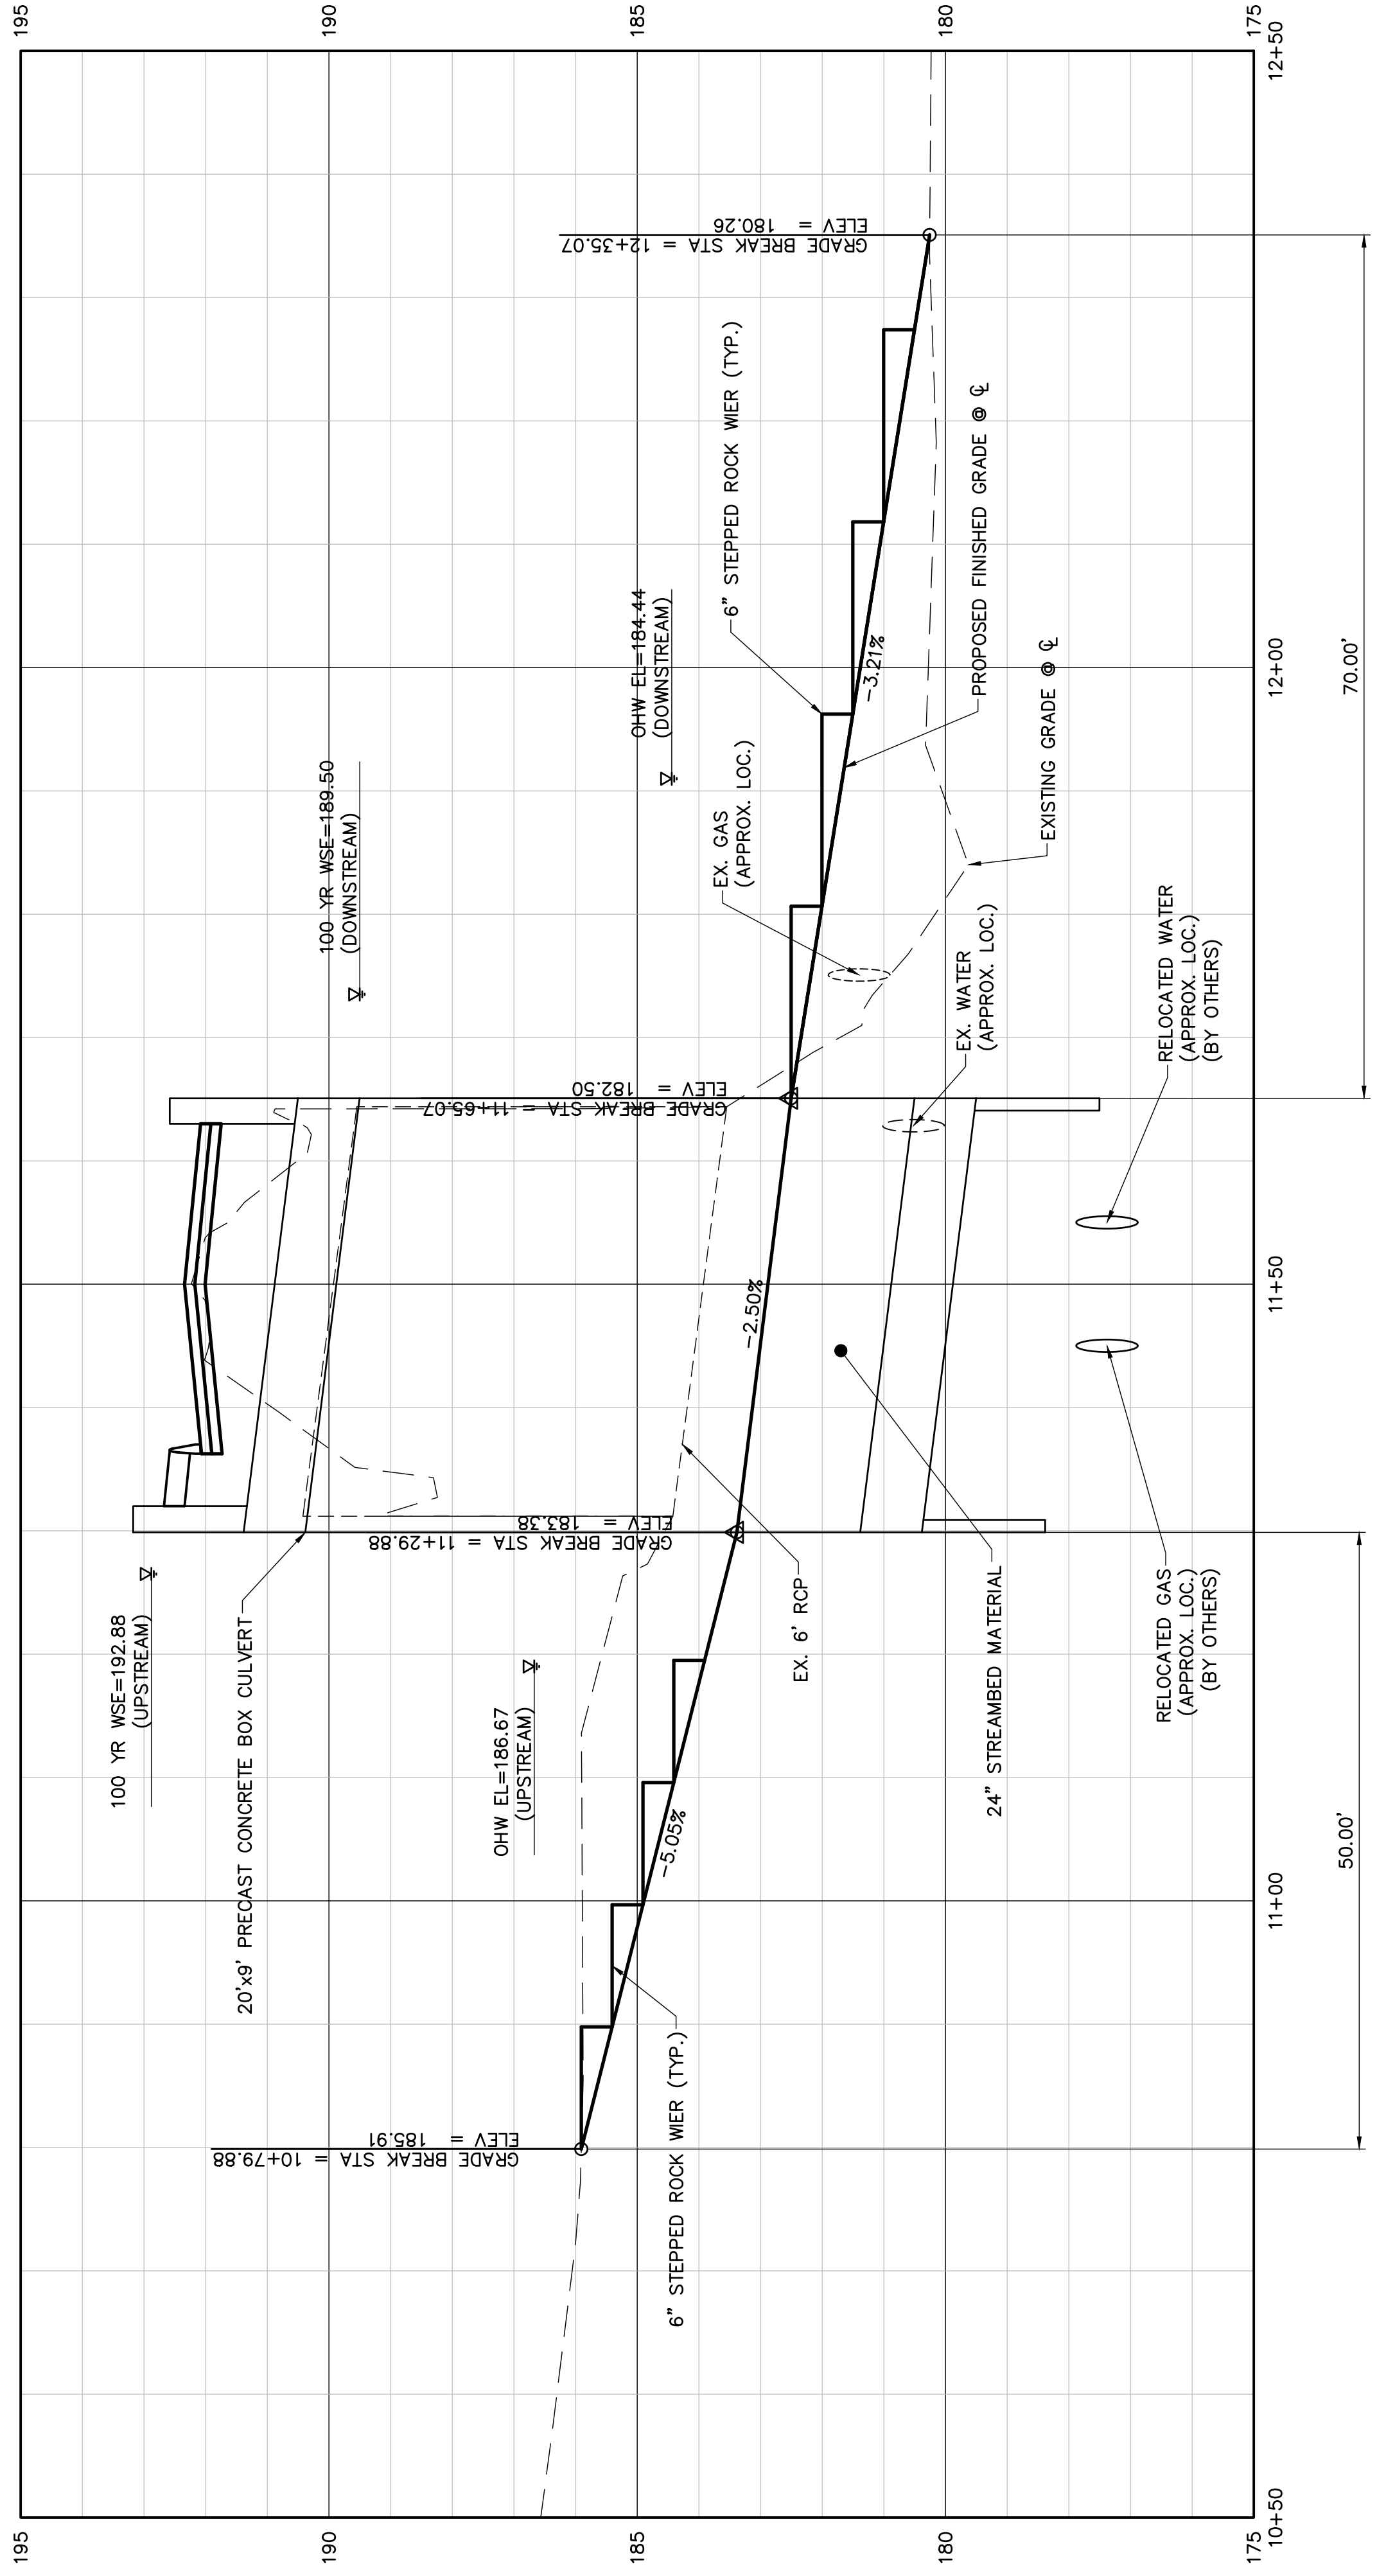 195
190
185
180
175
195
190
185
180
175
10+50
11+00
11+50
12+00
12+50
100 YR WSE=192.88
(UPSTREAM)
20'x9' PRECAST CONCRETE BOX CULVERT
OHW EL=186.67
(UPSTREAM)
GRADE BREAK STA = 10+79.88
ELEV = 185.91
6" STEPPED ROCK WIER (TYP.)
-5.05%
GRADE BREAK STA = 11+29.88
ELEV = 183.38
EX. 6' RCP
24" STREAMBED MATERIAL
RELOCATED GAS
(APPROX. LOC.)
(BY OTHERS)
50.00'
-2.50%
GRADE BREAK STA = 11+65.07
ELEV = 182.50
100 YR WSE=189.50
(DOWNSTREAM)
OHW EL=184.44
(DOWNSTREAM)
EX. GAS
(APPROX. LOC.)
6" STEPPED ROCK WIER (TYP.)
-3.21%
EX. WATER
(APPROX. LOC.)
PROPOSED FINISHED GRADE @ ℄
EXISTING GRADE @ ℄
RELOCATED WATER
(APPROX. LOC.)
(BY OTHERS)
GRADE BREAK STA = 12+35.07
ELEV = 180.26
70.00'